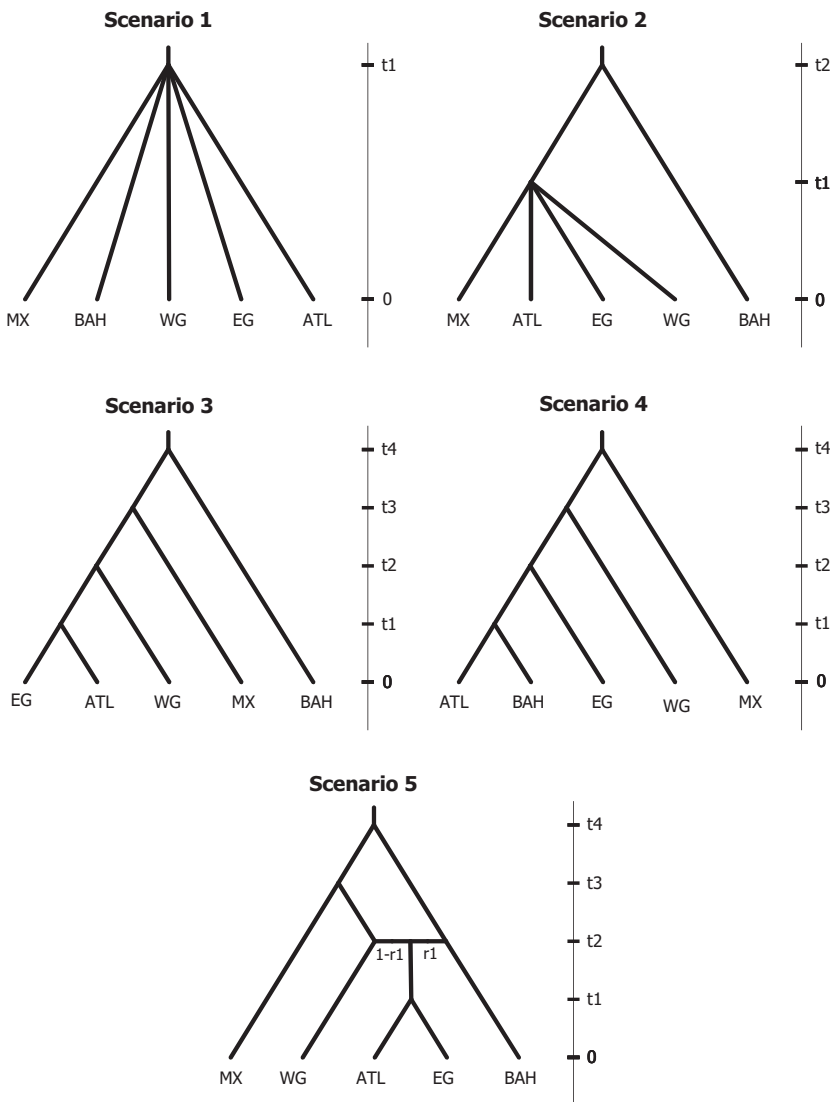 Scenario 1
t1
0
MX BAH WG EG ATL
Scenario 2
t2
t1
0
MX ATL EG WG BAH
Scenario 3
t4
t3
t2
t1
0
EG ATL WG MX BAH
Scenario 4
t4
t3
t2
t1
0
ATL BAH EG WG MX
Scenario 5
t4
t3
t2
1-r1 r1
t1
0
MX WG ATL EG BAH